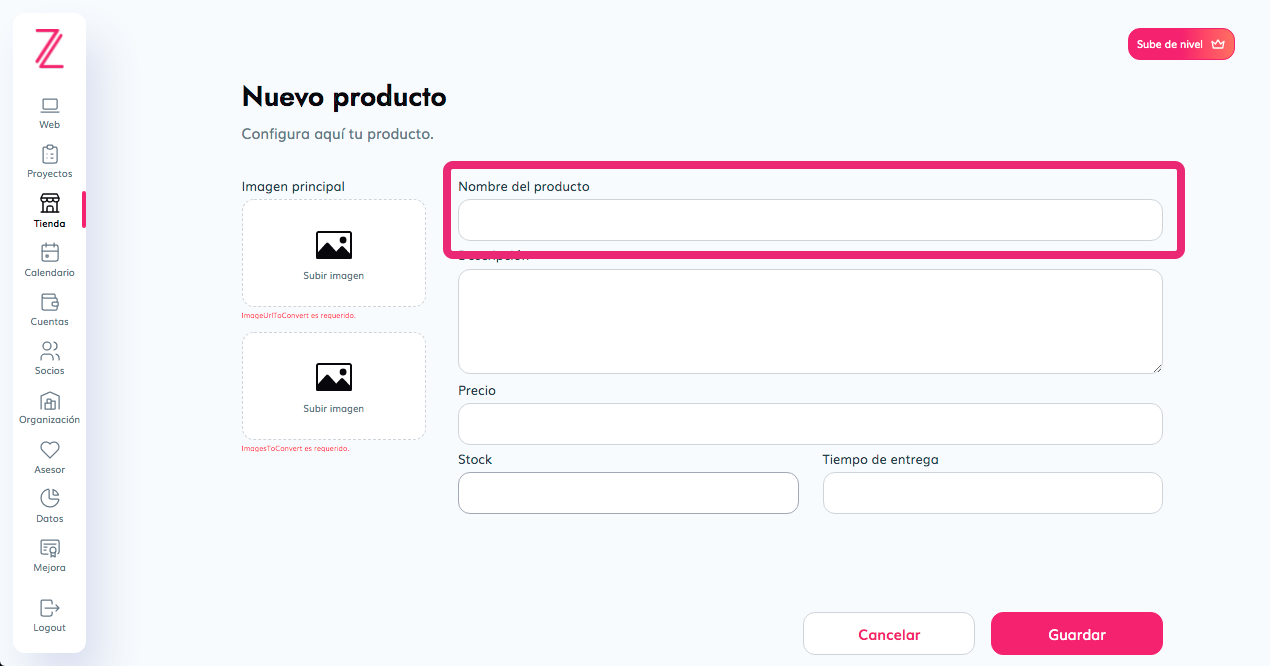 Sube de nivel
Web
Proyectos
Tienda
Calendario
Cuentas
Socios
Organización
Asesor
Datos
Mejora
Logout
Nuevo producto
Configura aquí tu producto.
Imagen principal
Subir imagen
ImageUrlToConvert es requerido.
Subir imagen
ImagesToConvert es requerido.
Nombre del producto
Descripción
Precio
Stock
Tiempo de entrega
Cancelar
Guardar